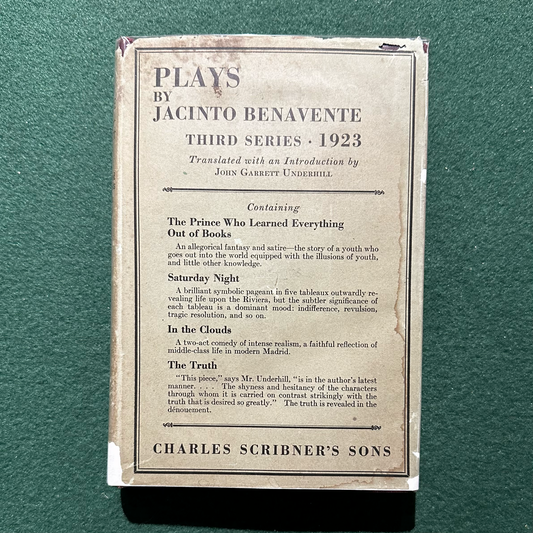 PLAYS
BY
JACINTO BENAVENTE
THIRD SERIES · 1923
Translated with an Introduction by
JOHN GARRETT UNDERHILL
Containing
The Prince Who Learned Everything
Out of Books
An allegorical fantasy and satire—the story of a youth who
goes out into the world equipped with the illusions of youth,
and little other knowledge.
Saturday Night
A brilliant symbolic pageant in five tableaux outwardly re-
vealing life upon the Riviera, but the subtler significance of
each tableau is a dominant mood: indifference, revulsion,
tragic resolution, and so on.
In the Clouds
A two-act comedy of intense realism, a faithful reflection of
middle-class life in modern Madrid.
The Truth
"This piece," says Mr. Underhill, "is in the author's latest
manner. . . . The shyness and hesitancy of the characters
through whom it is carried on contrast strikingly with the
truth that is desired so greatly." The truth is revealed in the
dénouement.
CHARLES SCRIBNER'S SONS